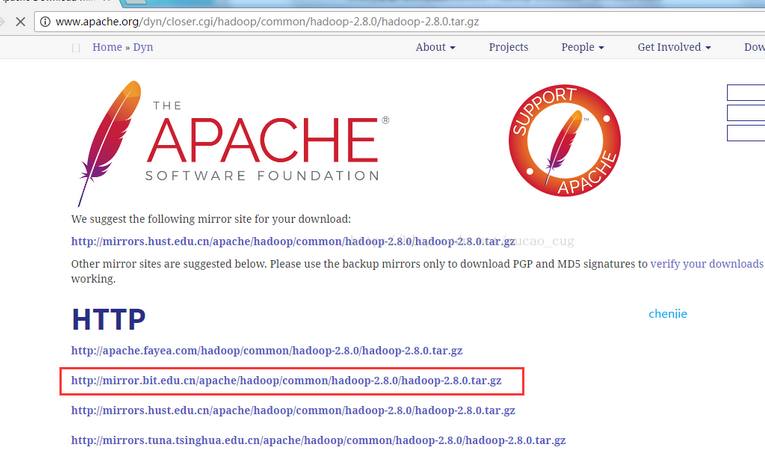 www.apache.org/dyn/closer.cgi/hadoop/common/hadoop-2.8.0/hadoop-2.8.0.tar.gz
Home » Dyn About Projects People Get Involved Dow
THE
APACHE®
SOFTWARE FOUNDATION
SUPPORT
APACHE
™
We suggest the following mirror site for your download:
http://mirrors.hust.edu.cn/apache/hadoop/common/hadoop-2.8.0/hadoop-2.8.0.tar.gz
Other mirror sites are suggested below. Please use the backup mirrors only to download PGP and MD5 signatures to verify your downloads
working.
HTTP
chenjie
http://apache.fayea.com/hadoop/common/hadoop-2.8.0/hadoop-2.8.0.tar.gz
http://mirror.bit.edu.cn/apache/hadoop/common/hadoop-2.8.0/hadoop-2.8.0.tar.gz
http://mirrors.hust.edu.cn/apache/hadoop/common/hadoop-2.8.0/hadoop-2.8.0.tar.gz
http://mirrors.tuna.tsinghua.edu.cn/apache/hadoop/common/hadoop-2.8.0/hadoop-2.8.0.tar.gz